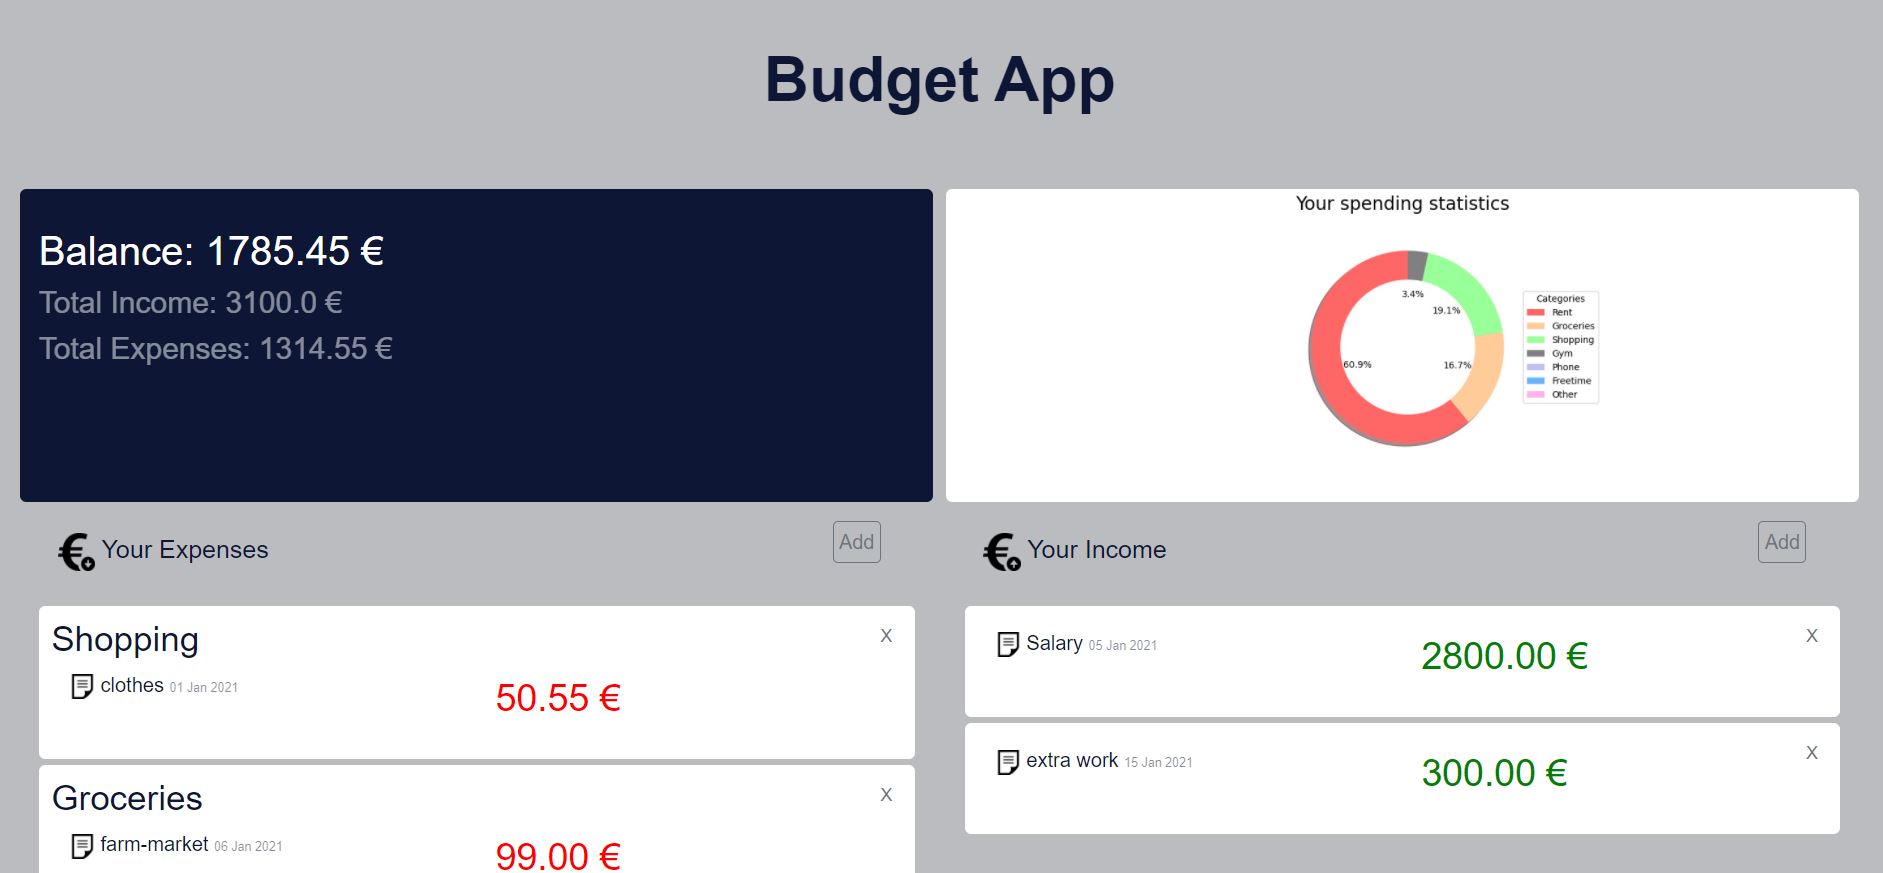 Budget App
Balance: 1785.45 €
Total Income: 3100.0 €
Total Expenses: 1314.55 €
Your spending statistics
3.4%
19.1%
60.9%
16.7%
Categories
Rent
Groceries
Shopping
Gym
Phone
Freetime
Other
Your Expenses
Add
Shopping
X
clothes 01 Jan 2021
50.55 €
Groceries
X
farm-market 06 Jan 2021
99.00 €
Your Income
Add
Salary 05 Jan 2021
2800.00 €
X
extra work 15 Jan 2021
300.00 €
X